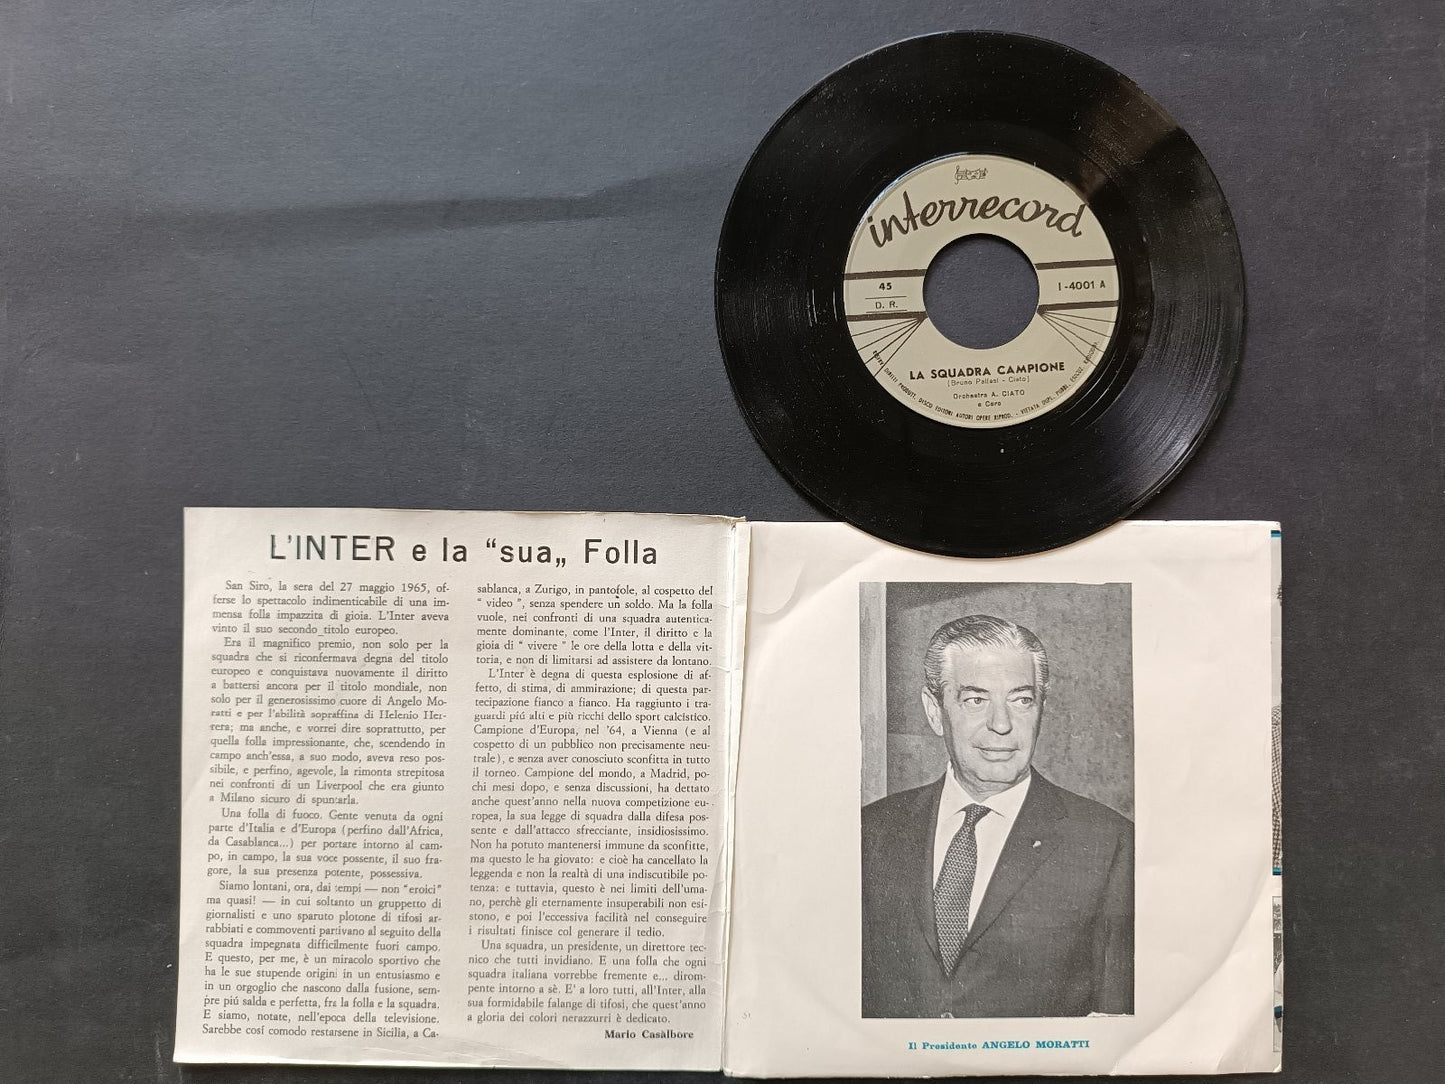 interrecord
45
D. R.
I-4001 A
LA SQUADRA CAMPIONE
(Bruno Pallesi - Ciato)
Orchestra A. CIATO
e Coro
L'INTER e la “sua„ Folla
San Siro, la sera del 27 maggio 1965, of-
ferse lo spettacolo indimenticabile di una im-
mensa folla impazzita di gioia. L'Inter aveva
vinto il suo secondo titolo europeo.
Era il magnifico premio, non solo per la
squadra che si riconfermava degna del titolo
europeo e conquistava nuovamente il diritto
a battersi ancora per il titolo mondiale, non
solo per il generosissimo cuore di Angelo Mo-
ratti e per l'abilità sopraffina di Helenio Her-
rera; ma anche, e vorrei dire soprattutto, per
quella folla impressionante, che, scendendo in
campo anch'essa, a suo modo, aveva reso pos-
sibile, e perfino, agevole, la rimonta strepitosa
nei confronti di un Liverpool che era giunto
a Milano sicuro di spuntarla.
Una folla di fuoco. Gente venuta da ogni
parte d'Italia e d'Europa (perfino dall'Africa,
da Casablanca...) per portare intorno al cam-
po, in campo, la sua voce possente, il suo fra-
gore, la sua presenza potente, possessiva.
Siamo lontani, ora, dai tempi — non “eroici”
ma quasi! — in cui soltanto un gruppetto di
giornalisti e uno sparuto plotone di tifosi ar-
rabbiati e commoventi partivano al seguito della
squadra impegnata difficilmente fuori campo.
E questo, per me, è un miracolo sportivo che
ha le sue stupende origini in un entusiasmo e
in un orgoglio che nascono dalla fusione, sem-
pre piú salda e perfetta, fra la folla e la squadra.
E siamo, notate, nell'epoca della televisione.
Sarebbe cosí comodo restarsene in Sicilia, a Ca-
sablanca, a Zurigo, in pantofole, al cospetto del
“ video ”, senza spendere un soldo. Ma la folla
vuole, nei confronti di una squadra autentica-
mente dominante, come l'Inter, il diritto e la
gioia di “ vivere ” le ore della lotta e della vit-
toria, e non di limitarsi ad assistere da lontano.
L'Inter è degna di questa esplosione di af-
fetto, di stima, di ammirazione; di questa par-
tecipazione fianco a fianco. Ha raggiunto i tra-
guardi piú alti e più ricchi dello sport calcistico.
Campione d'Europa, nel '64, a Vienna (e al
cospetto di un pubblico non precisamente neu-
trale), e senza aver conosciuto sconfitta in tutto
il torneo. Campione del mondo, a Madrid, po-
chi mesi dopo, e senza discussioni, ha dettato
anche quest'anno nella nuova competizione eu-
ropea, la sua legge di squadra dalla difesa pos-
sente e dall'attacco sfrecciante, insidiosissimo.
Non ha potuto mantenersi immune da sconfitte,
ma questo le ha giovato: e cioè ha cancellato la
leggenda e non la realtà di una indiscutibile po-
tenza: e tuttavia, questo è nei limiti dell'uma-
no, perchè gli eternamente insuperabili non esi-
stono, e poi l'eccessiva facilità nel conseguire
i risultati finisce col generare il tedio.
Una squadra, un presidente, un direttore tec-
nico che tutti invidiano. E una folla che ogni
squadra italiana vorrebbe fremente e... dirom-
pente intorno a sè. E' a loro tutti, all'Inter, alla
sua formidabile falange di tifosi, che quest'anno
a gloria dei colori nerazzurri è dedicato.
Mario Casàlbore
Il Presidente ANGELO MORATTI